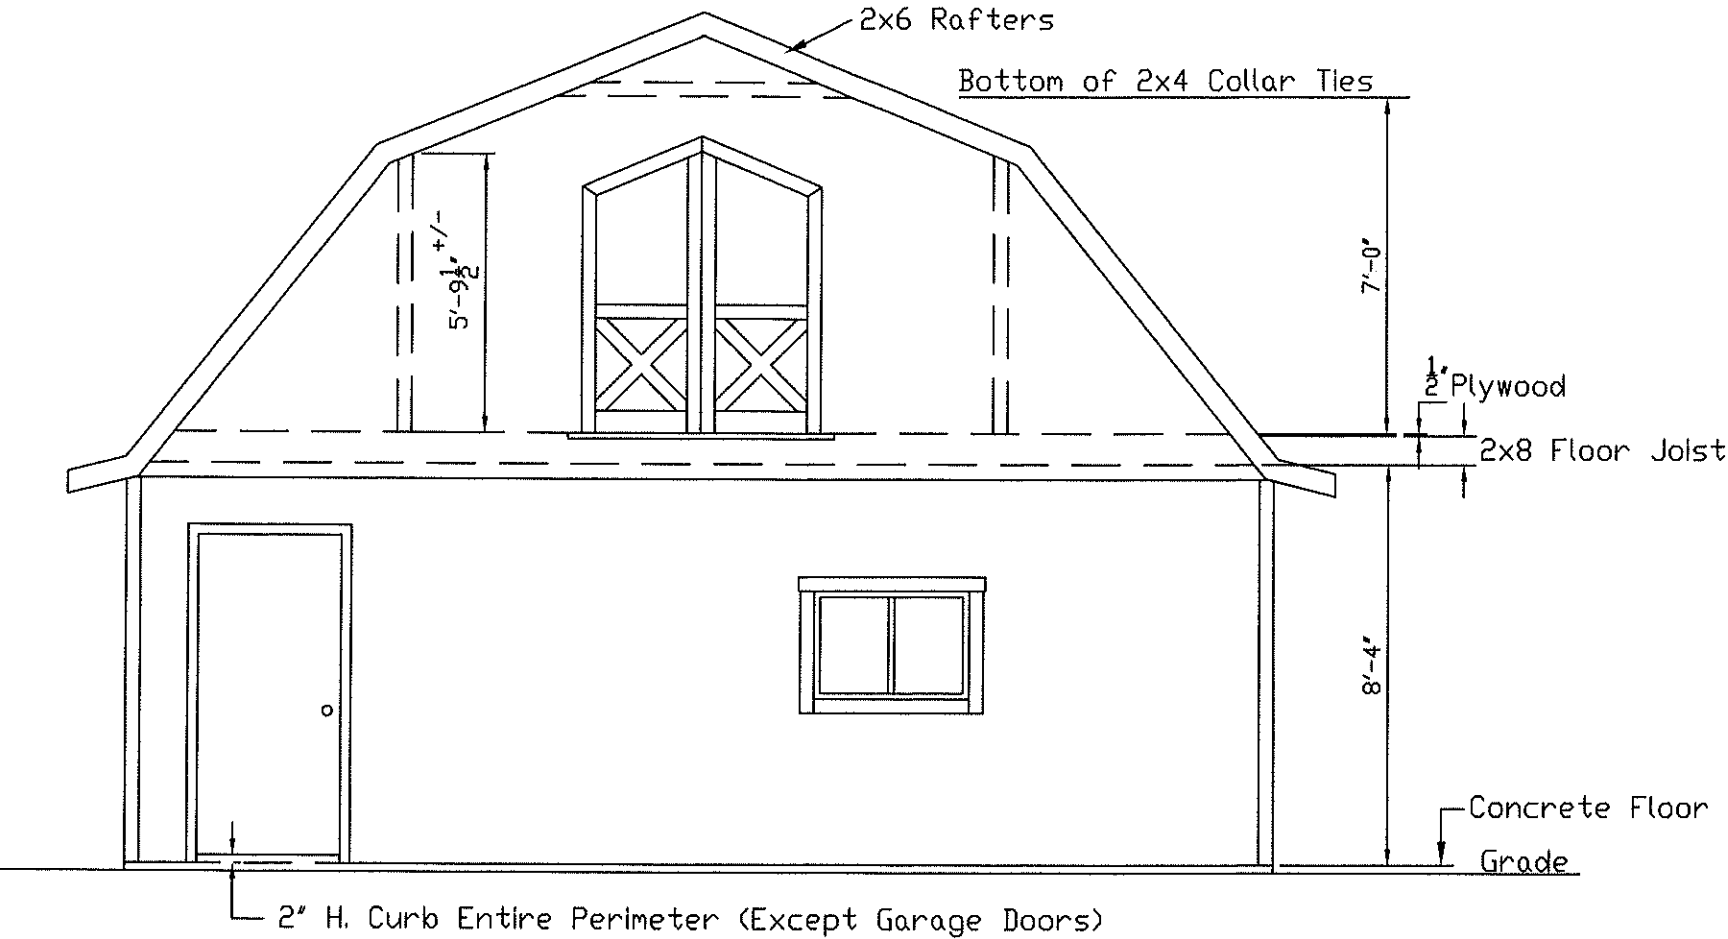 2x6 Rafters
Bottom of 2x4 Collar Ties
5'-9½" +/-
7'-0"
½" Plywood
2x8 Floor Joist
8'-4"
Concrete Floor
Grade
2" H. Curb Entire Perimeter (Except Garage Doors)